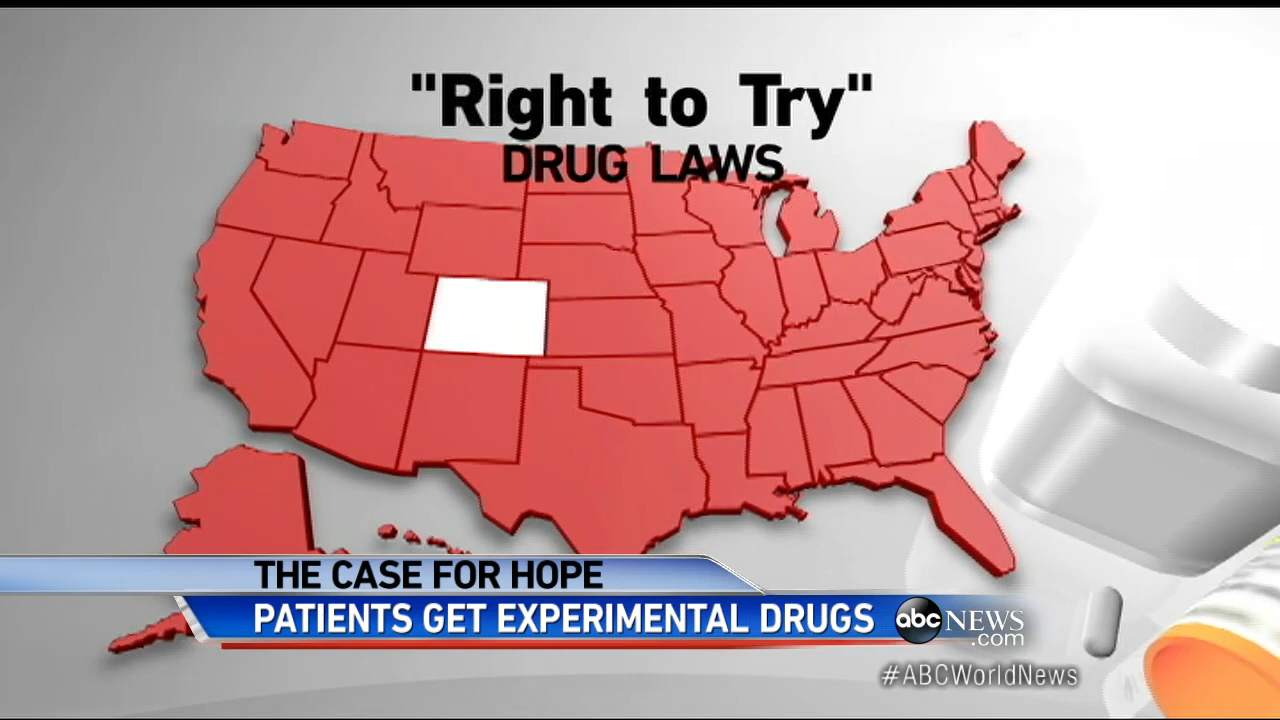 "Right to Try"
DRUG LAWS
THE CASE FOR HOPE
PATIENTS GET EXPERIMENTAL DRUGS
abc NEWS
.com
#ABCWorldNews